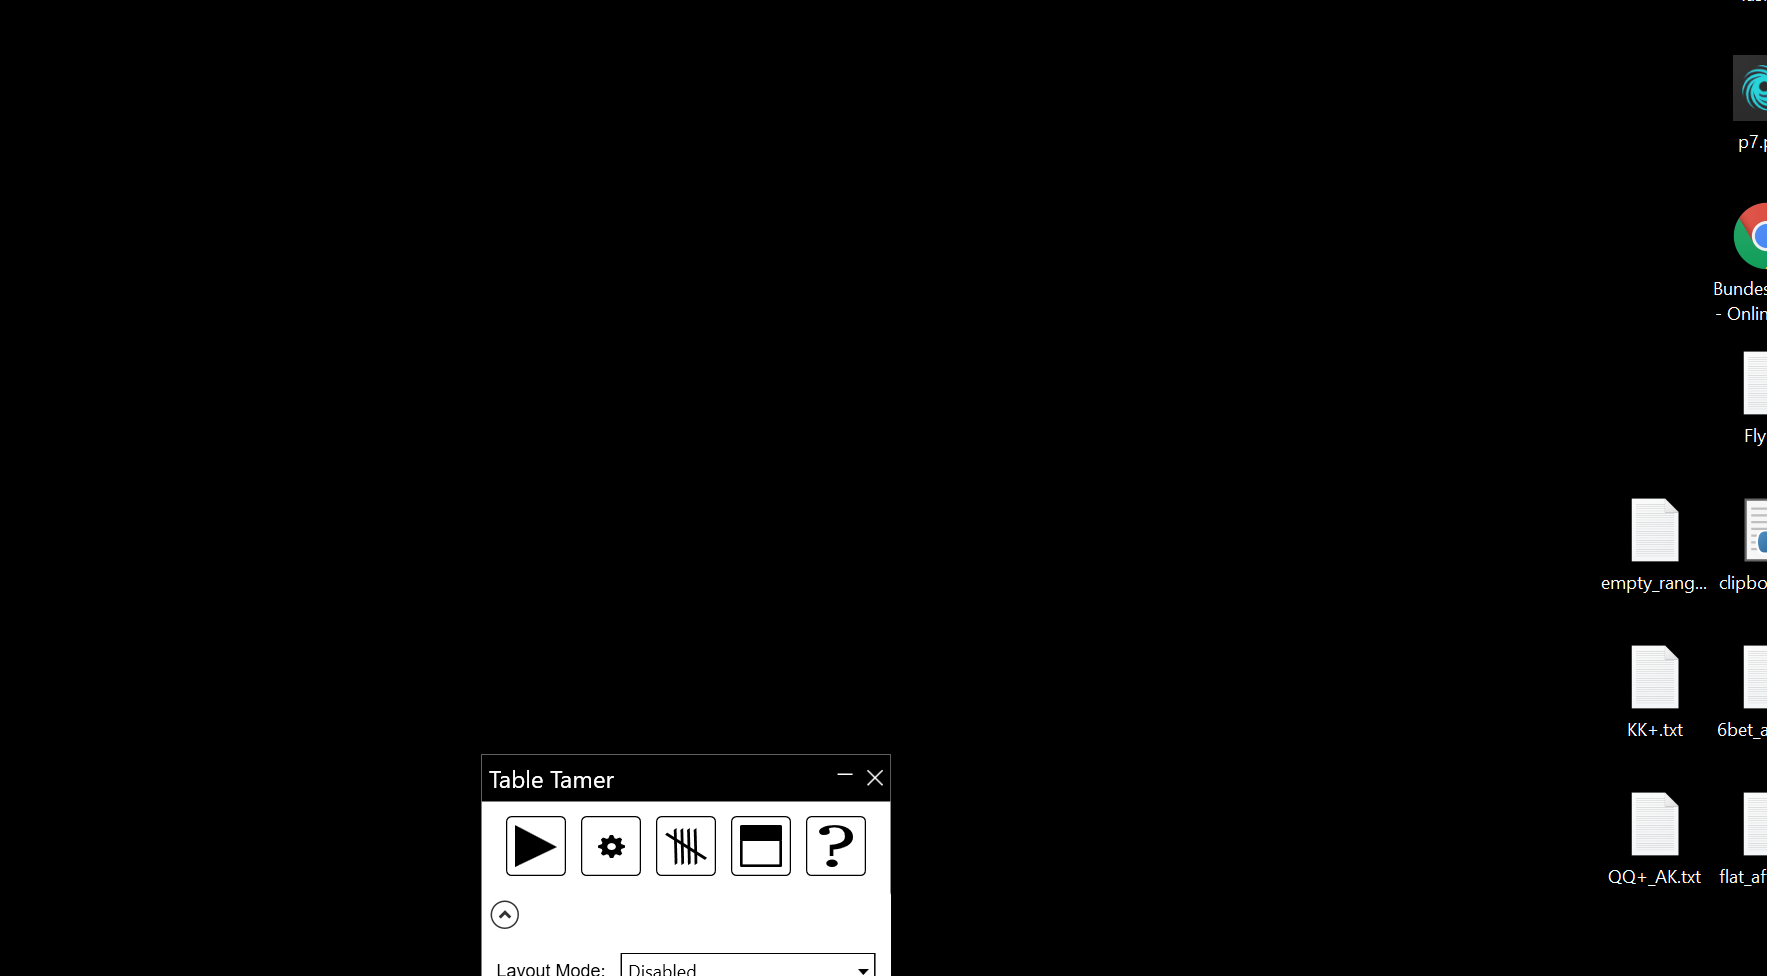 p7.p
Bundes
- Onlin
Fly
empty_rang...
clipbo
KK+.txt
6bet_a
QQ+_AK.txt
flat_af
Table Tamer
?
Layout Mode:
Disabled